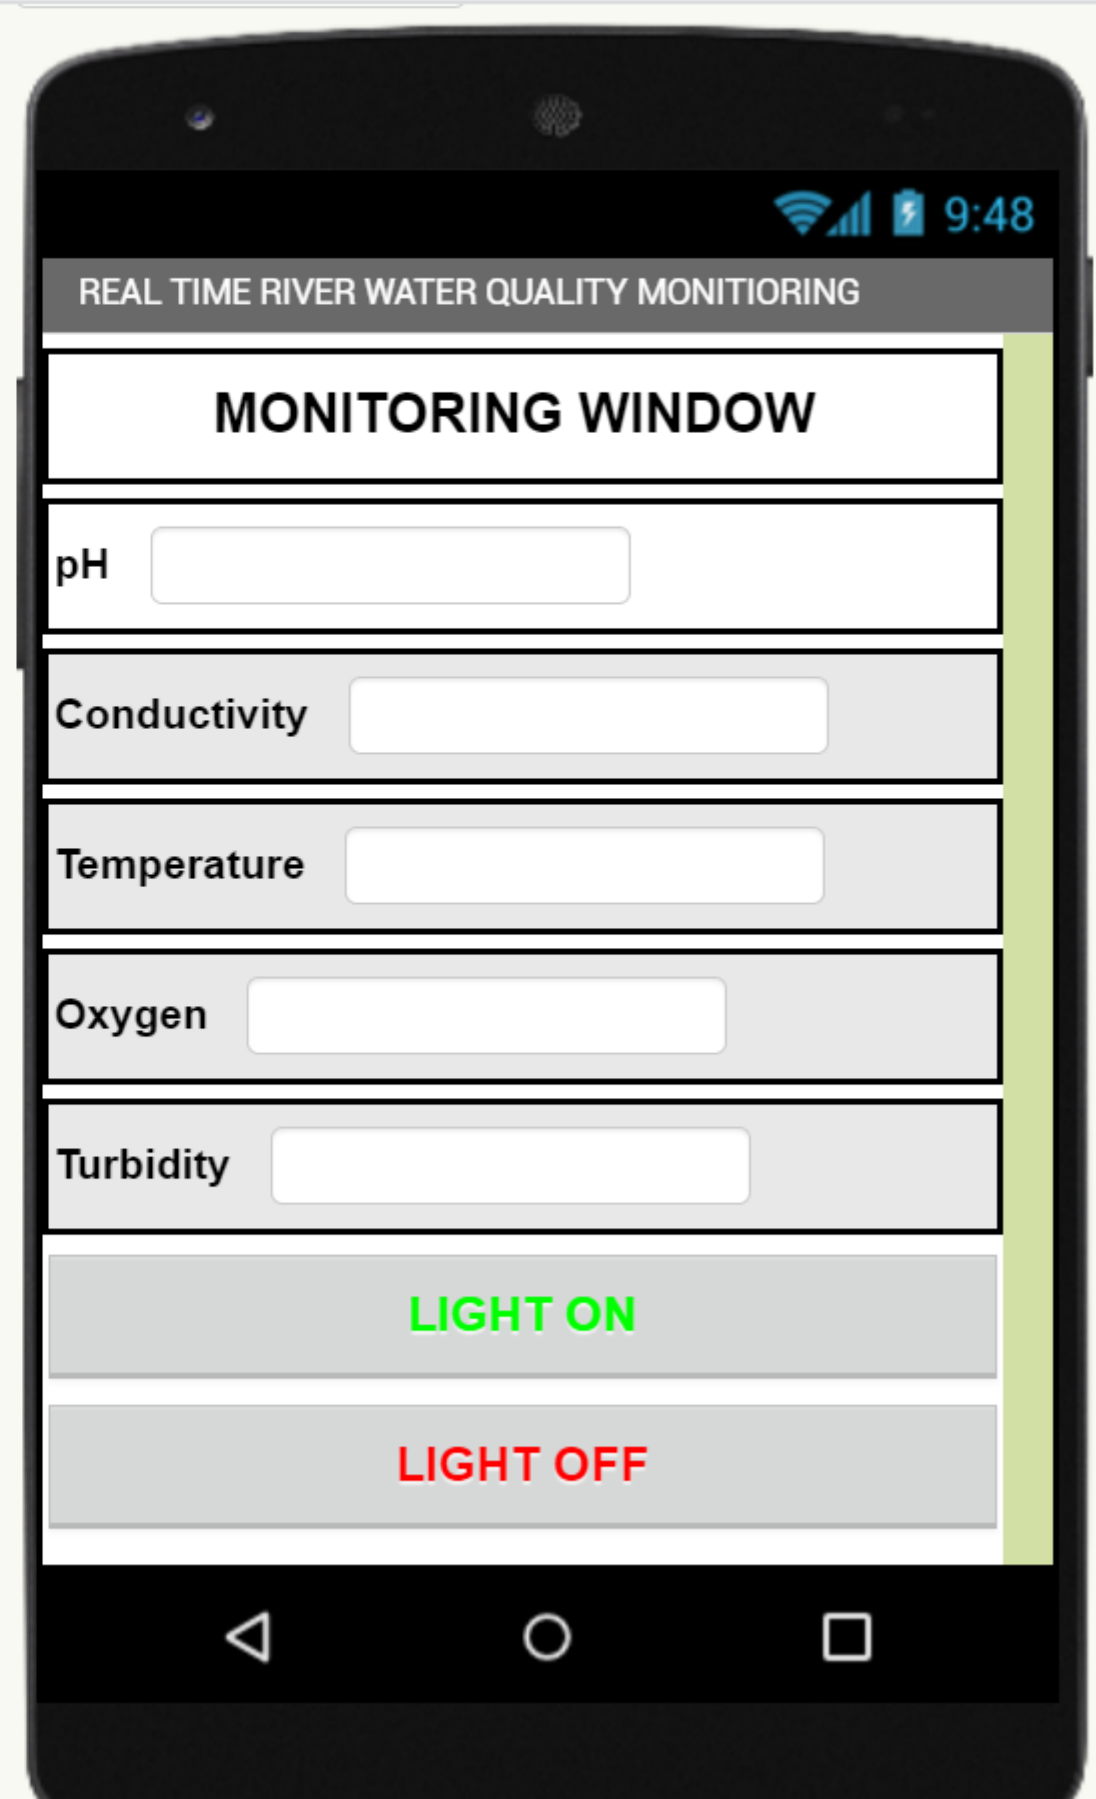 9:48
REAL TIME RIVER WATER QUALITY MONITIORING
MONITORING WINDOW
pH
Conductivity
Temperature
Oxygen
Turbidity
LIGHT ON
LIGHT OFF